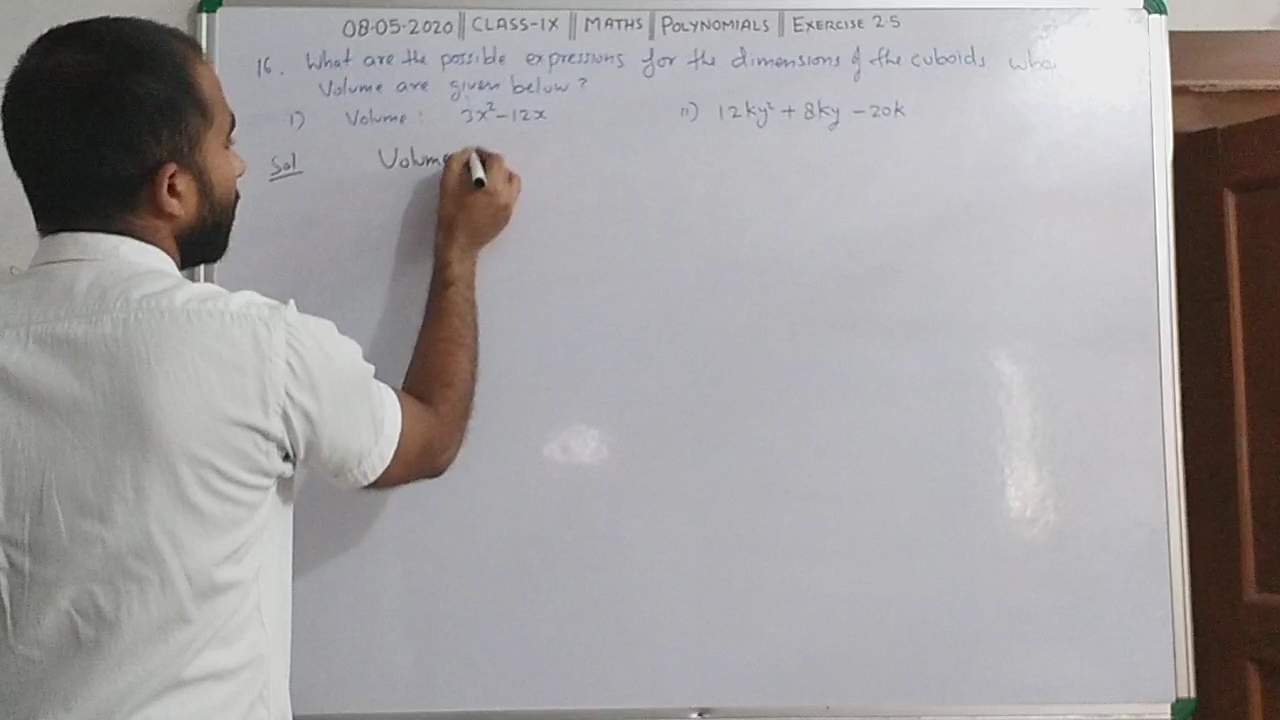 08-05-2020 || CLASS-IX || MATHS || POLYNOMIALS || EXERCISE 2.5
16. What are the possible expressions for the dimensions of the cuboids
Volume are given below?
i) Volume: 3x²-12x ii) 12ky² + 8ky - 20k
Sol Volume